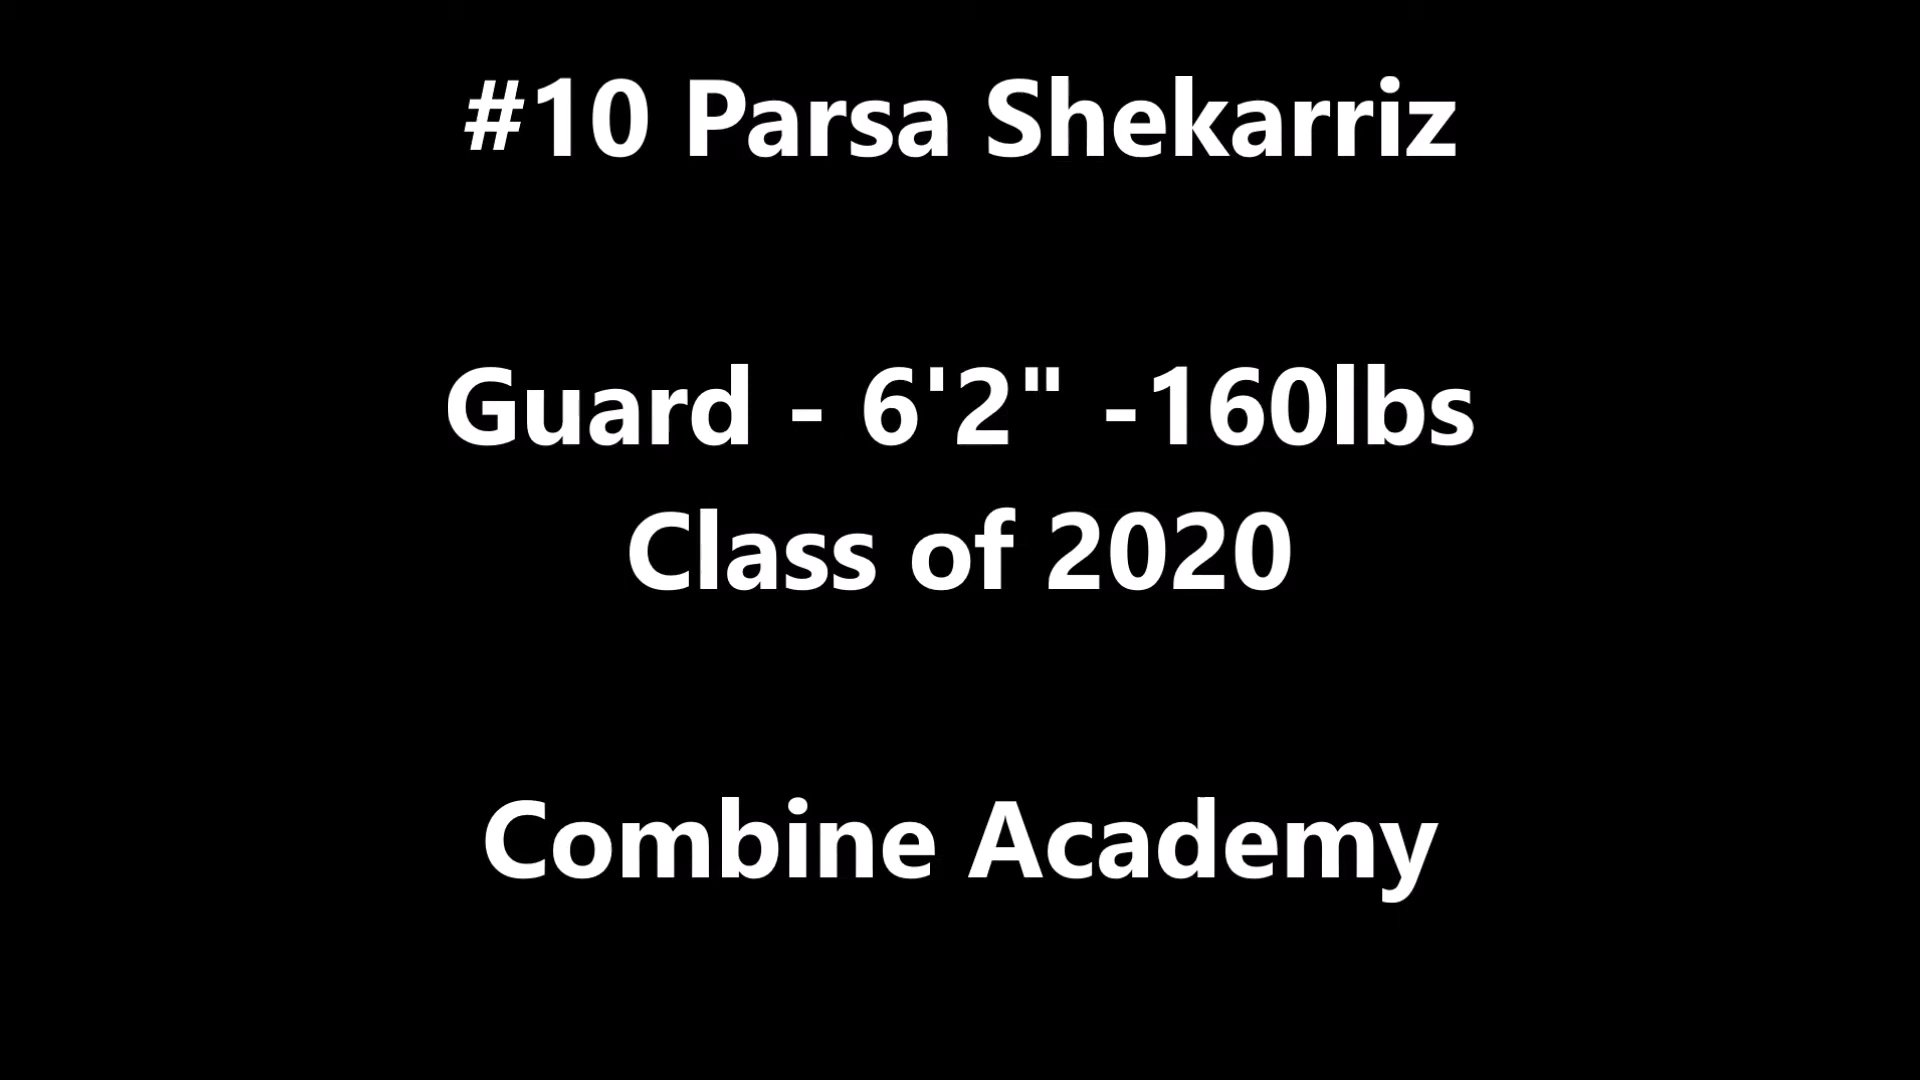 #10 Parsa Shekarriz
Guard - 6'2" -160lbs
Class of 2020
Combine Academy